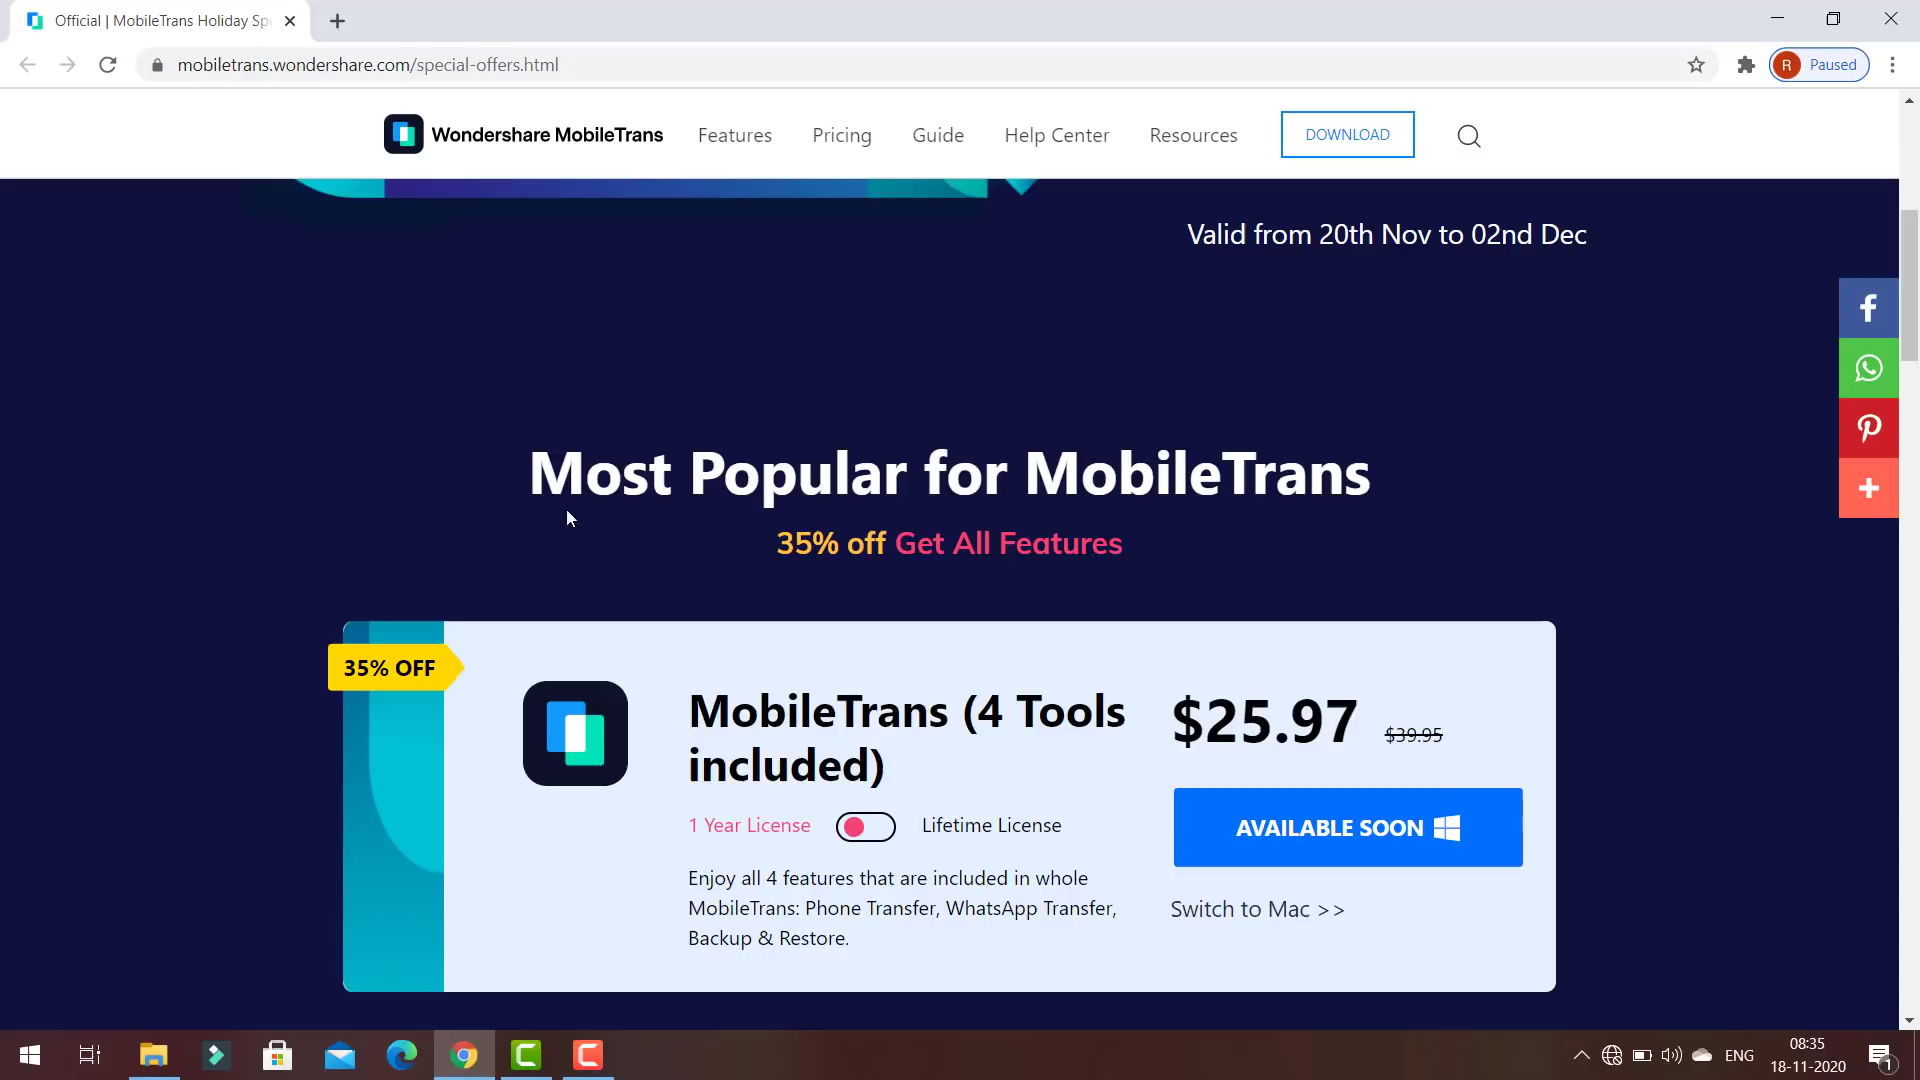 Official | MobileTrans Holiday Sp
mobiletrans.wondershare.com/special-offers.html
R Paused
Wondershare MobileTrans Features Pricing Guide Help Center Resources DOWNLOAD
Valid from 20th Nov to 02nd Dec
Most Popular for MobileTrans
35% off Get All Features
35% OFF
MobileTrans (4 Tools
included)
$25.97 $39.95
1 Year License Lifetime License
AVAILABLE SOON
Enjoy all 4 features that are included in whole
MobileTrans: Phone Transfer, WhatsApp Transfer,
Backup & Restore.
Switch to Mac >>
ENG
08:35
18-11-2020
1